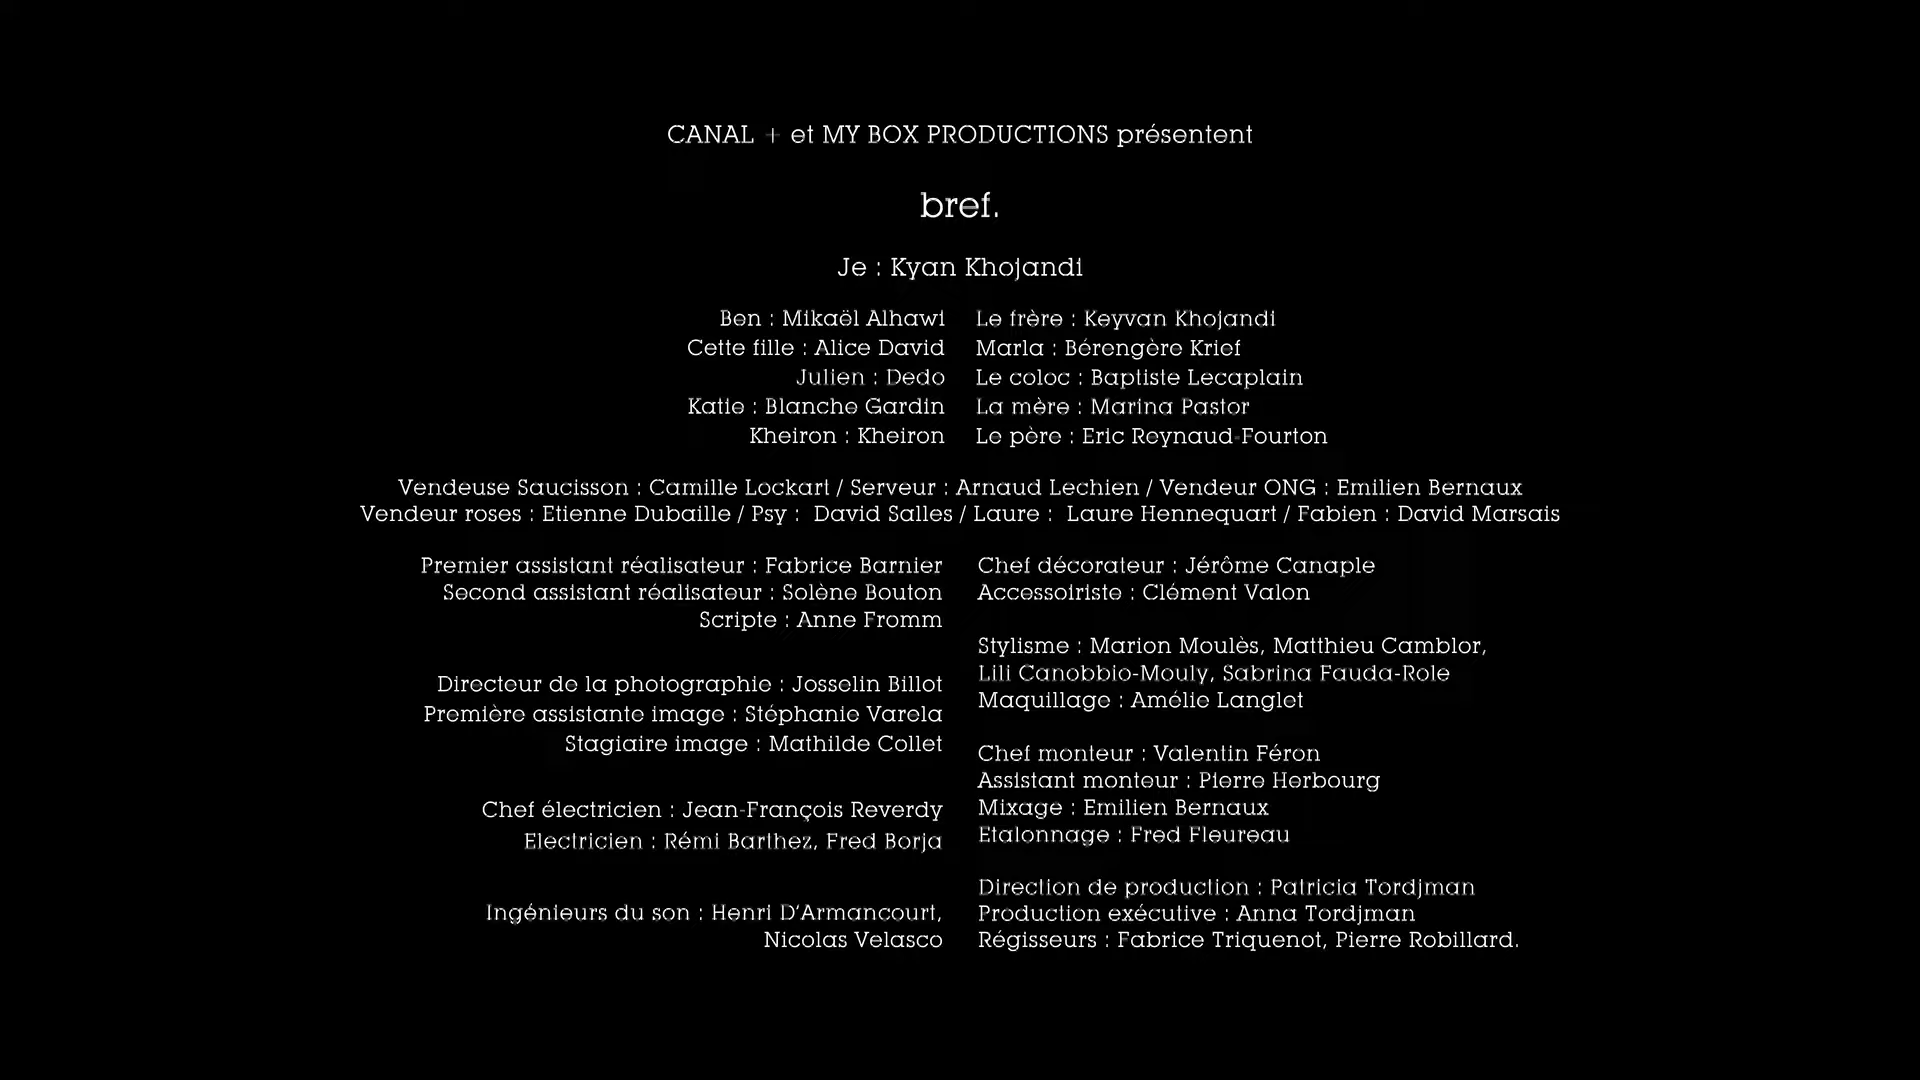 CANAL + et MY BOX PRODUCTIONS présentent
bref.
Je : Kyan Khojandi
Ben : Mikaël Alhawi
Cette fille : Alice David
Julien : Dedo
Katie : Blanche Gardin
Kheiron : Kheiron
Le frère : Keyvan Khojandi
Marla : Bérengère Krief
Le coloc : Baptiste Lecaplain
La mère : Marina Pastor
Le père : Eric Reynaud-Fourton
Vendeuse Saucisson : Camille Lockart / Serveur : Arnaud Lechien / Vendeur ONG : Emilien Bernaux
Vendeur roses : Etienne Dubaille / Psy : David Salles / Laure : Laure Hennequart / Fabien : David Marsais
Premier assistant réalisateur : Fabrice Barnier
Second assistant réalisateur : Solène Bouton
Scripte : Anne Fromm
Directeur de la photographie : Josselin Billot
Première assistante image : Stéphanie Varela
Stagiaire image : Mathilde Collet
Chef électricien : Jean-François Reverdy
Electricien : Rémi Barthez, Fred Borja
Ingénieurs du son : Henri D'Armancourt,
Nicolas Velasco
Chef décorateur : Jérôme Canaple
Accessoiriste : Clément Valon
Stylisme : Marion Moulès, Matthieu Camblor,
Lili Canobbio-Mouly, Sabrina Fauda-Role
Maquillage : Amélie Langlet
Chef monteur : Valentin Féron
Assistant monteur : Pierre Herbourg
Mixage : Emilien Bernaux
Etalonnage : Fred Fleureau
Direction de production : Patricia Tordjman
Production exécutive : Anna Tordjman
Régisseurs : Fabrice Triquenot, Pierre Robillard.